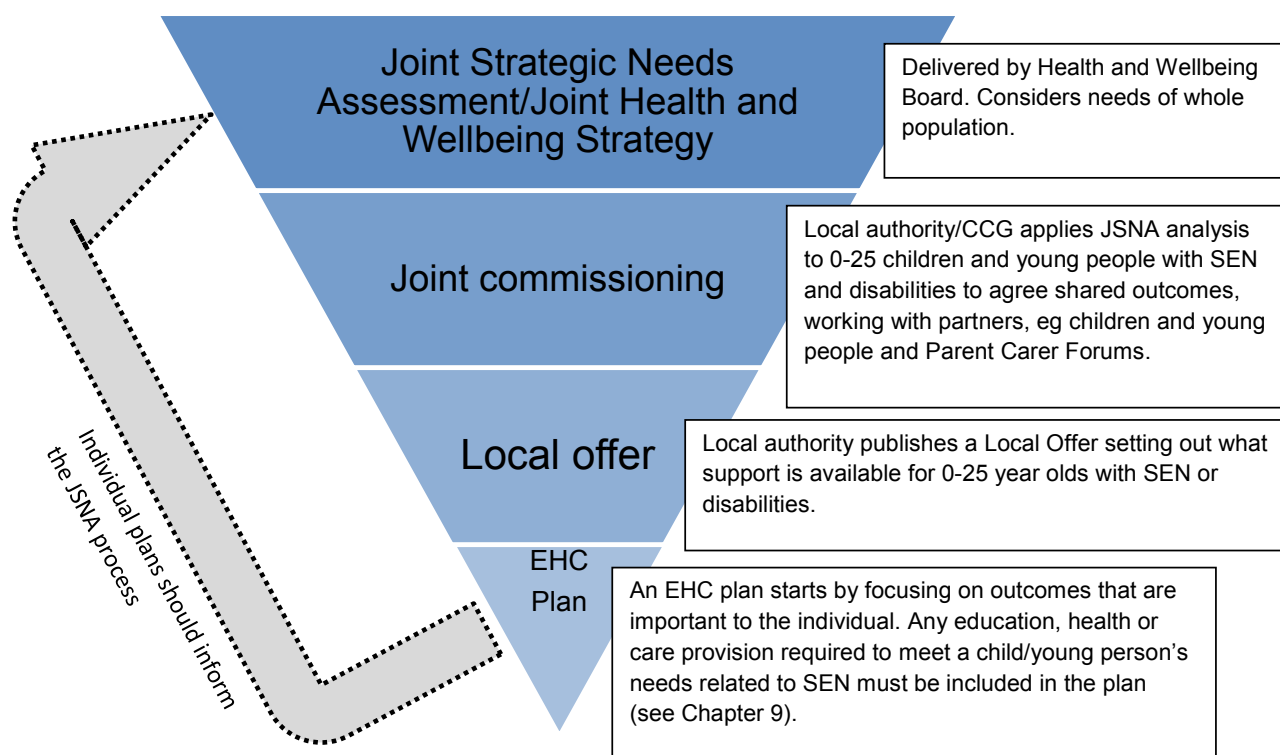 Joint Strategic Needs
Assessment/Joint Health and
Wellbeing Strategy
Delivered by Health and Wellbeing
Board. Considers needs of whole
population.
Joint commissioning
Local authority/CCG applies JSNA analysis
to 0-25 children and young people with SEN
and disabilities to agree shared outcomes,
working with partners, eg children and young
people and Parent Carer Forums.
Local offer
Local authority publishes a Local Offer setting out what
support is available for 0-25 year olds with SEN or
disabilities.
EHC
Plan
An EHC plan starts by focusing on outcomes that are
important to the individual. Any education, health or
care provision required to meet a child/young person’s
needs related to SEN must be included in the plan
(see Chapter 9).
Individual plans should inform
the JSNA process